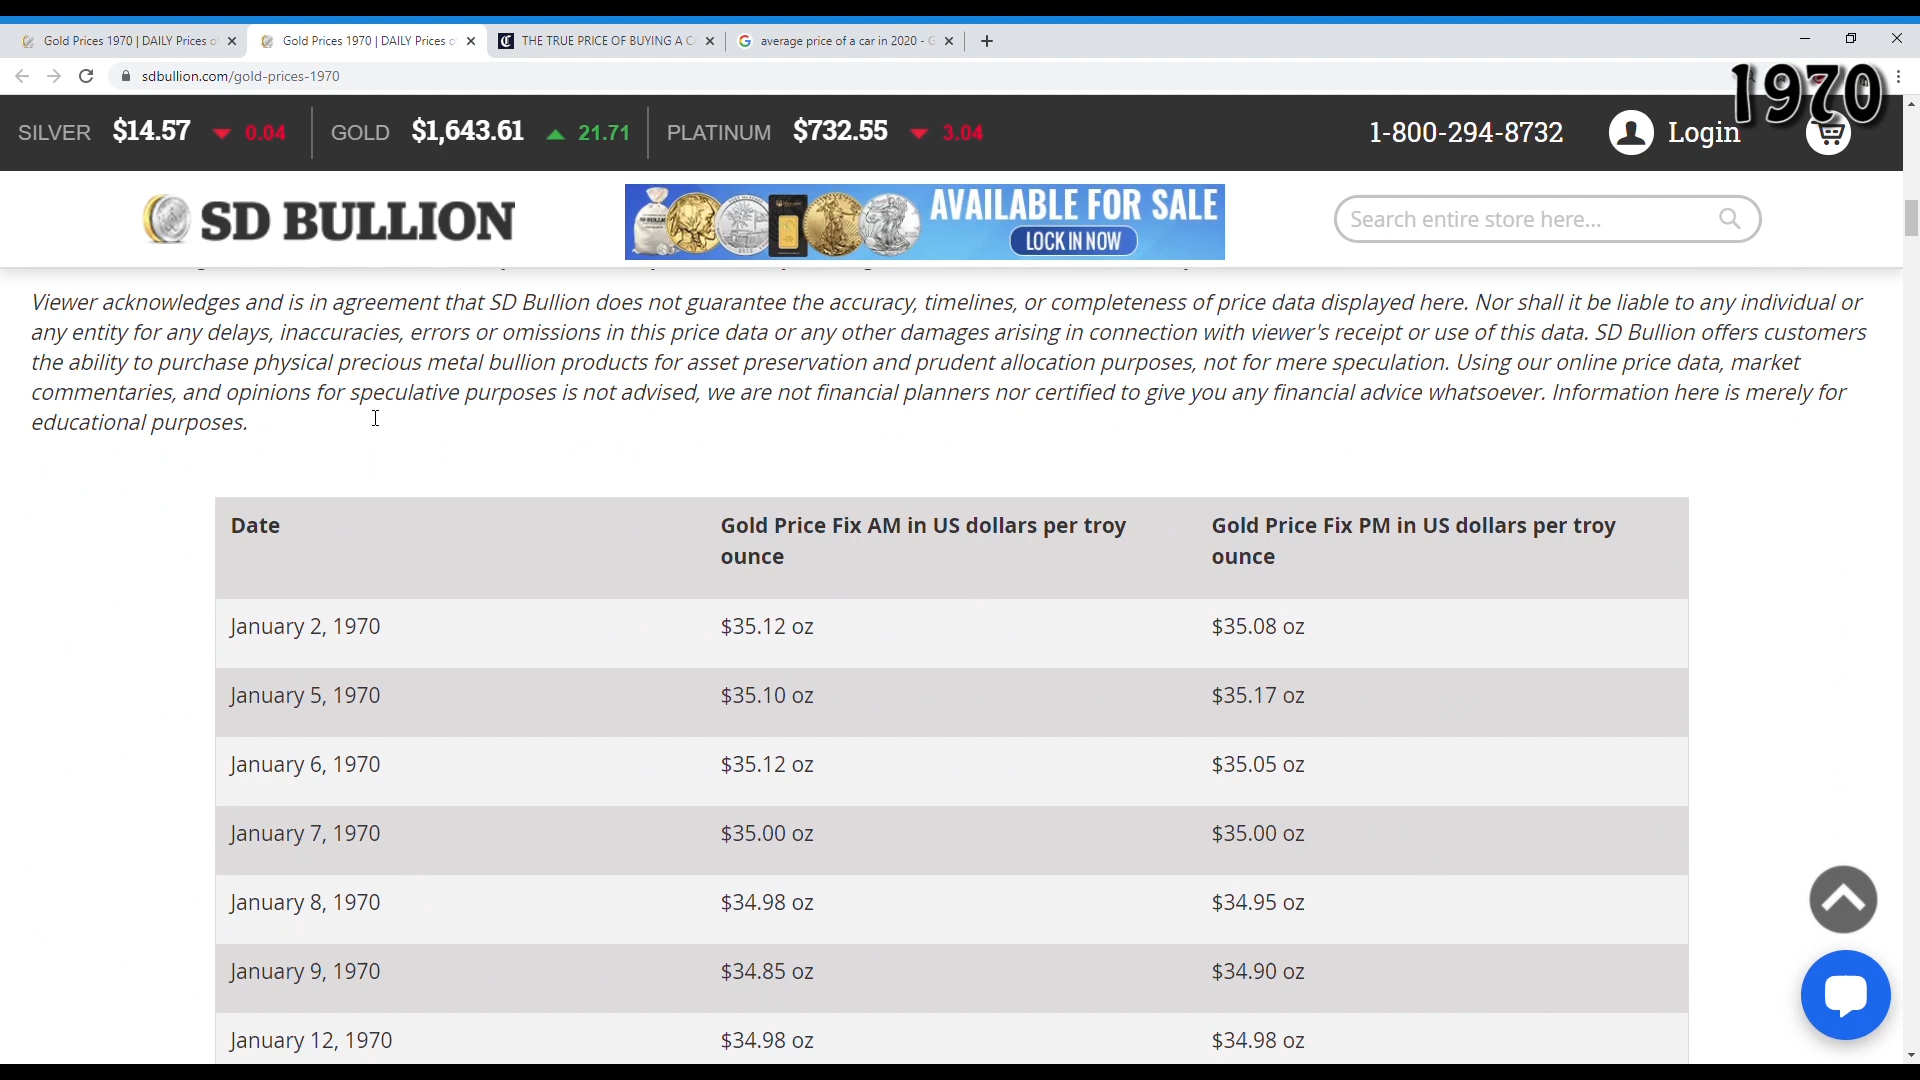 Gold Prices 1970 | DAILY Prices o
Gold Prices 1970 | DAILY Prices o
THE TRUE PRICE OF BUYING A C
average price of a car in 2020 - G
sdbullion.com/gold-prices-1970
1970
SILVER $14.57 0.04 GOLD $1,643.61 21.71 PLATINUM $732.55 3.04 1-800-294-8732 Login
SD BULLION
AVAILABLE FOR SALE
LOCK IN NOW
Search entire store here...
Viewer acknowledges and is in agreement that SD Bullion does not guarantee the accuracy, timelines, or completeness of price data displayed here. Nor shall it be liable to any individual or
any entity for any delays, inaccuracies, errors or omissions in this price data or any other damages arising in connection with viewer's receipt or use of this data. SD Bullion offers customers
the ability to purchase physical precious metal bullion products for asset preservation and prudent allocation purposes, not for mere speculation. Using our online price data, market
commentaries, and opinions for speculative purposes is not advised, we are not financial planners nor certified to give you any financial advice whatsoever. Information here is merely for
educational purposes.
Date Gold Price Fix AM in US dollars per troy Gold Price Fix PM in US dollars per troy
ounce ounce
January 2, 1970 $35.12 oz $35.08 oz
January 5, 1970 $35.10 oz $35.17 oz
January 6, 1970 $35.12 oz $35.05 oz
January 7, 1970 $35.00 oz $35.00 oz
January 8, 1970 $34.98 oz $34.95 oz
January 9, 1970 $34.85 oz $34.90 oz
January 12, 1970 $34.98 oz $34.98 oz